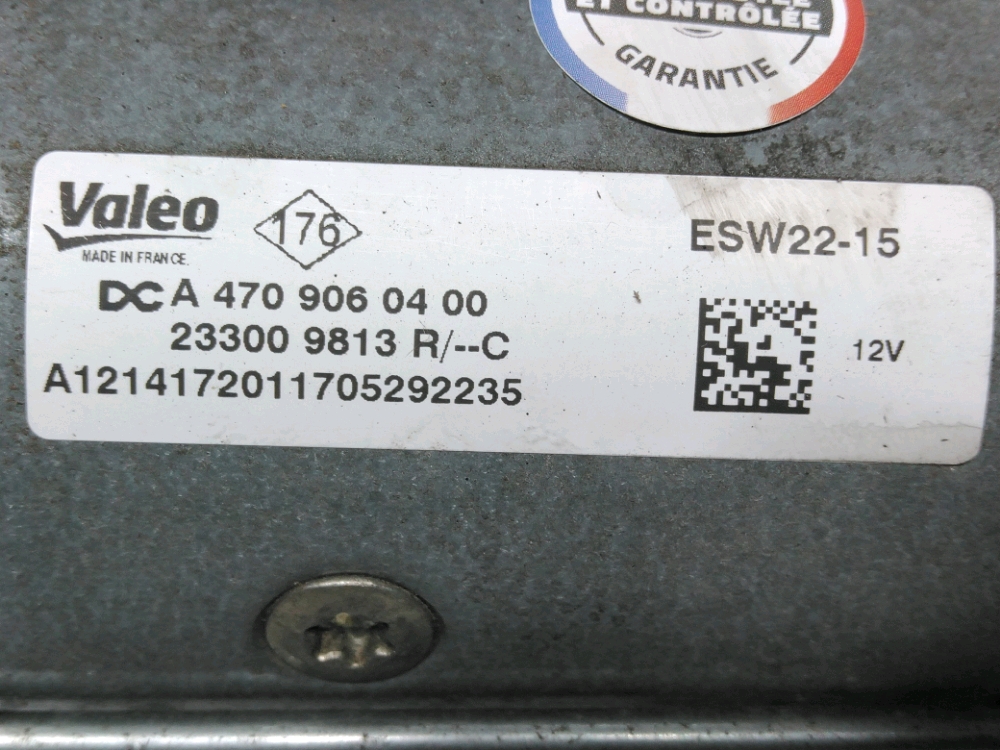 ET CONTRÔLÉE
GARANTIE
Valeo
MADE IN FRANCE.
176
ESW22-15
DC A 470 906 04 00
23300 9813 R/--C
12V
A1214172011705292235